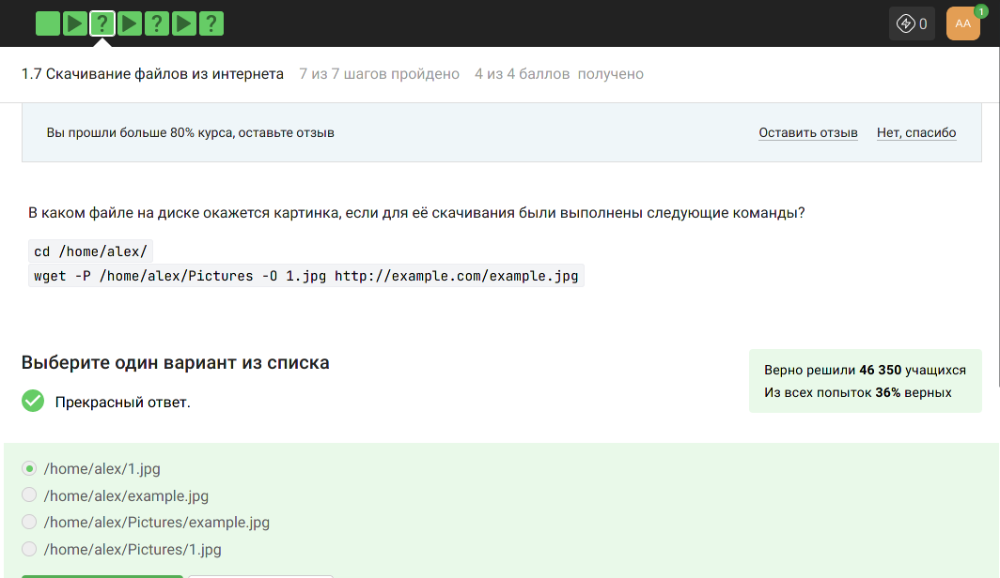 ? ? ?
0
AA
1
1.7 Скачивание файлов из интернета 7 из 7 шагов пройдено 4 из 4 баллов получено
Вы прошли больше 80% курса, оставьте отзыв Оставить отзыв Нет, спасибо
В каком файле на диске окажется картинка, если для её скачивания были выполнены следующие команды?
cd /home/alex/
wget -P /home/alex/Pictures -O 1.jpg http://example.com/example.jpg
Выберите один вариант из списка
Прекрасный ответ.
Верно решили 46 350 учащихся
Из всех попыток 36% верных
/home/alex/1.jpg
/home/alex/example.jpg
/home/alex/Pictures/example.jpg
/home/alex/Pictures/1.jpg